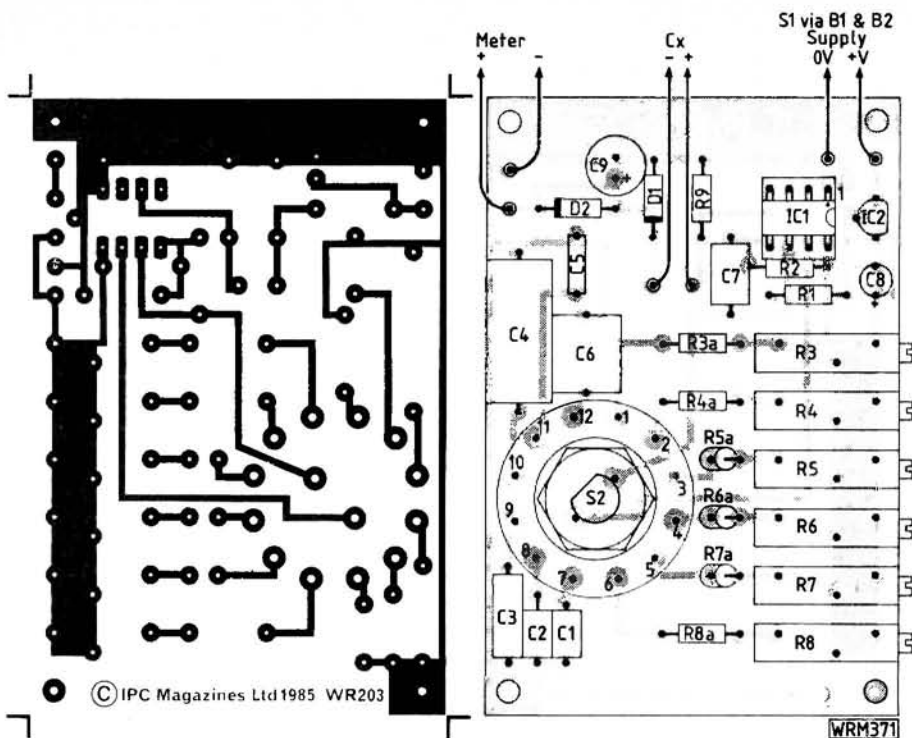 S1 via B1 & B2
Meter
Cx
Supply
+ - - + 0V +V
C9
+
D2
D1
R9
1
IC1
IC2
C5
C7
R2
C8
R1
+
C4
C6
R3a
R3
R4a
R4
12 1
11 2
R5a
R5
10 3
S2
R6a
R6
9 4
8 5
R7a
7 6
R7
C3
C2
C1
R8a
R8
© IPC Magazines Ltd 1985 WR203
WRM371